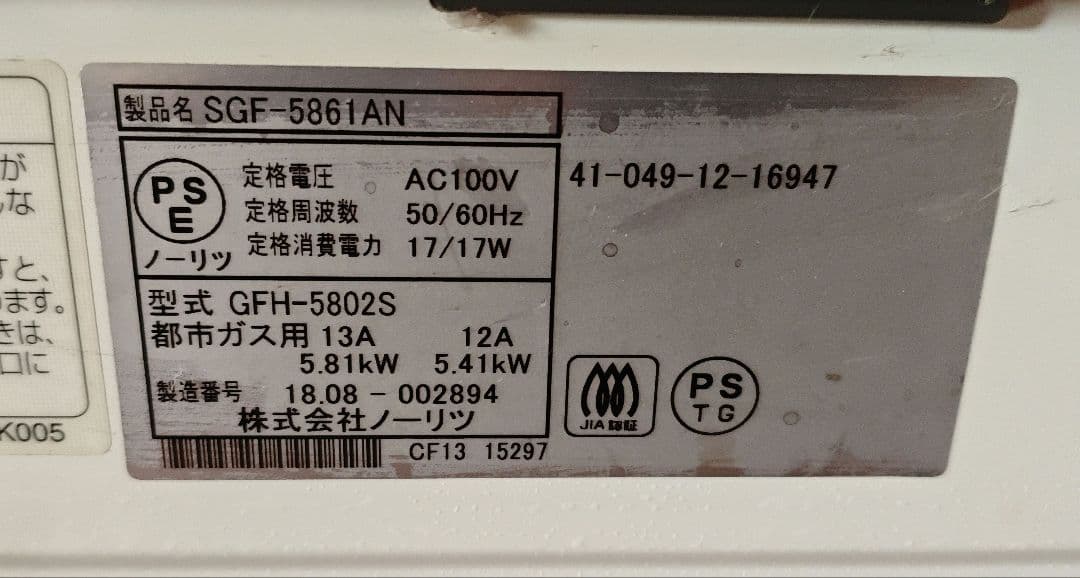 製品名 SGF-5861AN
PS
E
ノーリツ
定格電圧 AC100V
定格周波数 50/60Hz
定格消費電力 17/17W
型式 GFH-5802S
都市ガス用 13A 12A
5.81kW 5.41kW
製造番号 18.08 - 002894
株式会社ノーリツ
CF13 15297
41-049-12-16947
JIA 認証
PS
TG
が
んな
すと、
ります。
きは、
口に
K005